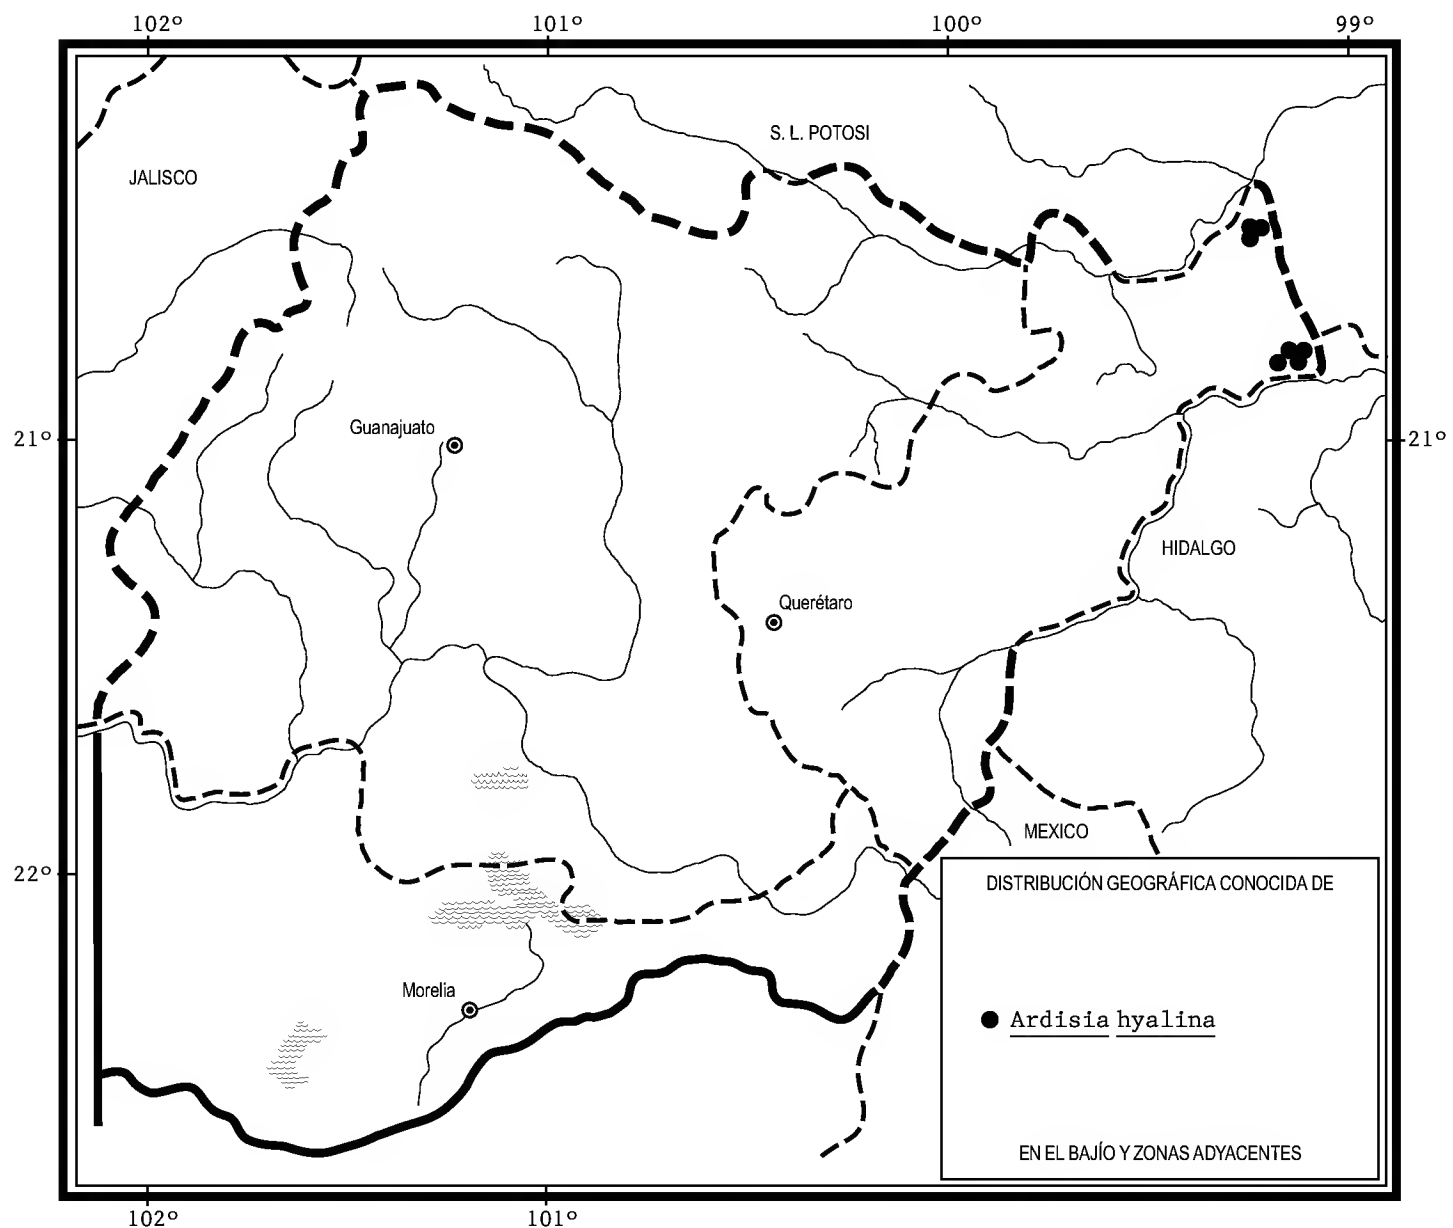 102° 101° 100° 99°
S. L. POTOSI
JALISCO
Guanajuato
21° 21°
HIDALGO
Querétaro
MEXICO
22°
DISTRIBUCIÓN GEOGRÁFICA CONOCIDA DE
Morelia
Ardisia hyalina
EN EL BAJÍO Y ZONAS ADYACENTES
102° 101°